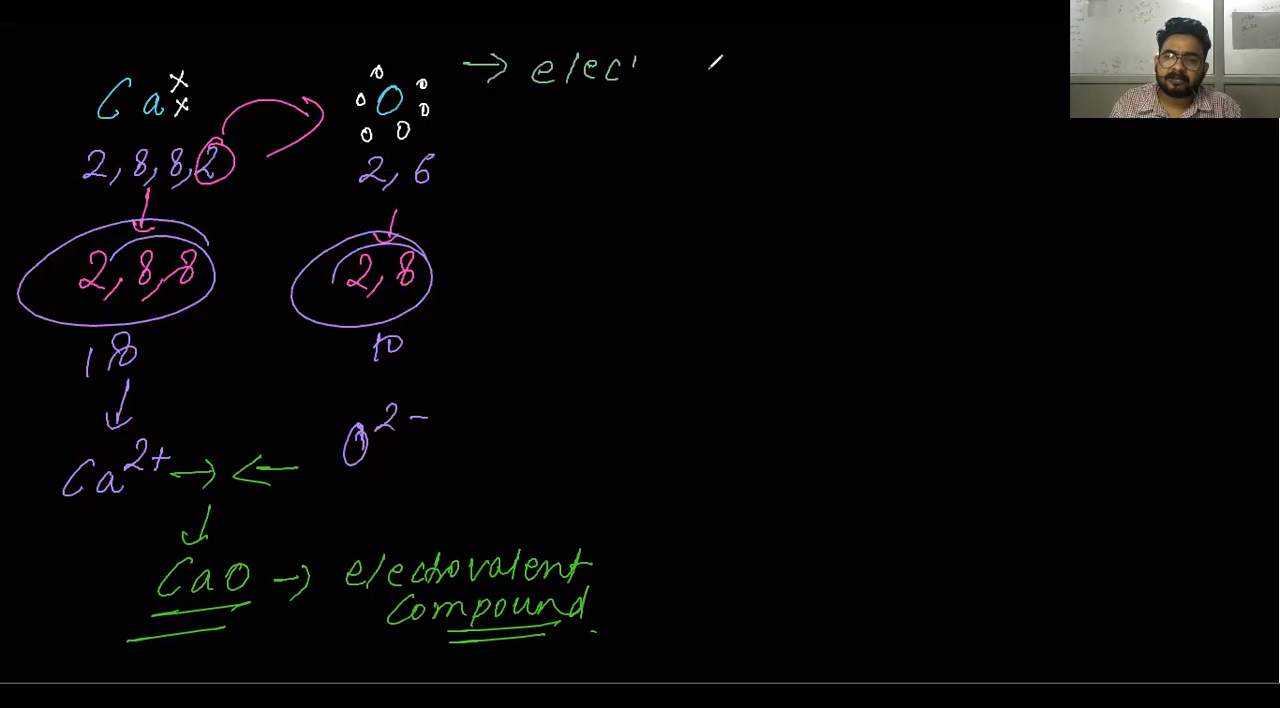 Ca×× O → elec
2, 8, 8, 2 2, 6
2, 8, 8 2, 8
18 10
Ca²⁺ → ← O²⁻
CaO → electrovalent
compound